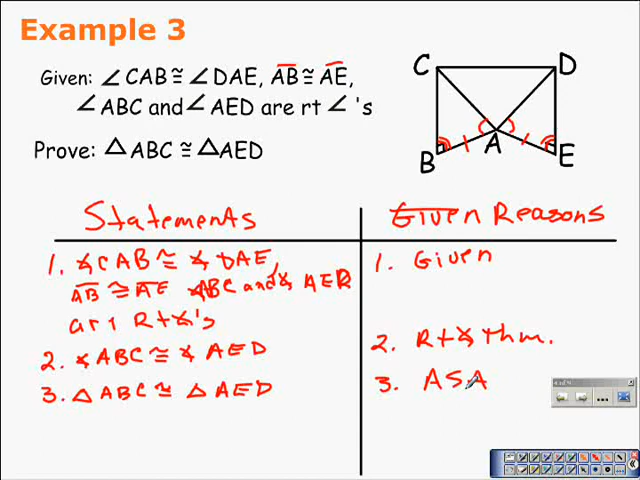 Example 3
Given: ∠CAB ≅ ∠DAE, AB ≅ AE,
∠ABC and ∠AED are rt ∠'s
Prove: △ABC ≅ △AED
C D
B A E
Statements Given Reasons
1. ∡CAB ≅ ∡DAE, 1. Given
AB ≅ AE ∡ABC and ∡AED
are Rt ∡'s
2. ∡ABC ≅ ∡AED 2. Rt ∡ thm.
3. △ABC ≅ △AED 3. ASA